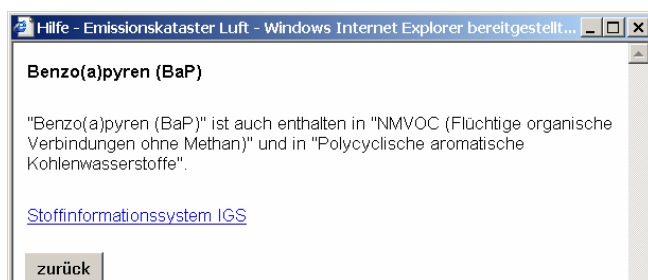 Hilfe - Emissionskataster Luft - Windows Internet Explorer bereitgestellt...
Benzo(a)pyren (BaP)
"Benzo(a)pyren (BaP)" ist auch enthalten in "NMVOC (Flüchtige organische
Verbindungen ohne Methan)" und in "Polycyclische aromatische
Kohlenwasserstoffe".
Stoffinformationssystem IGS
zurück